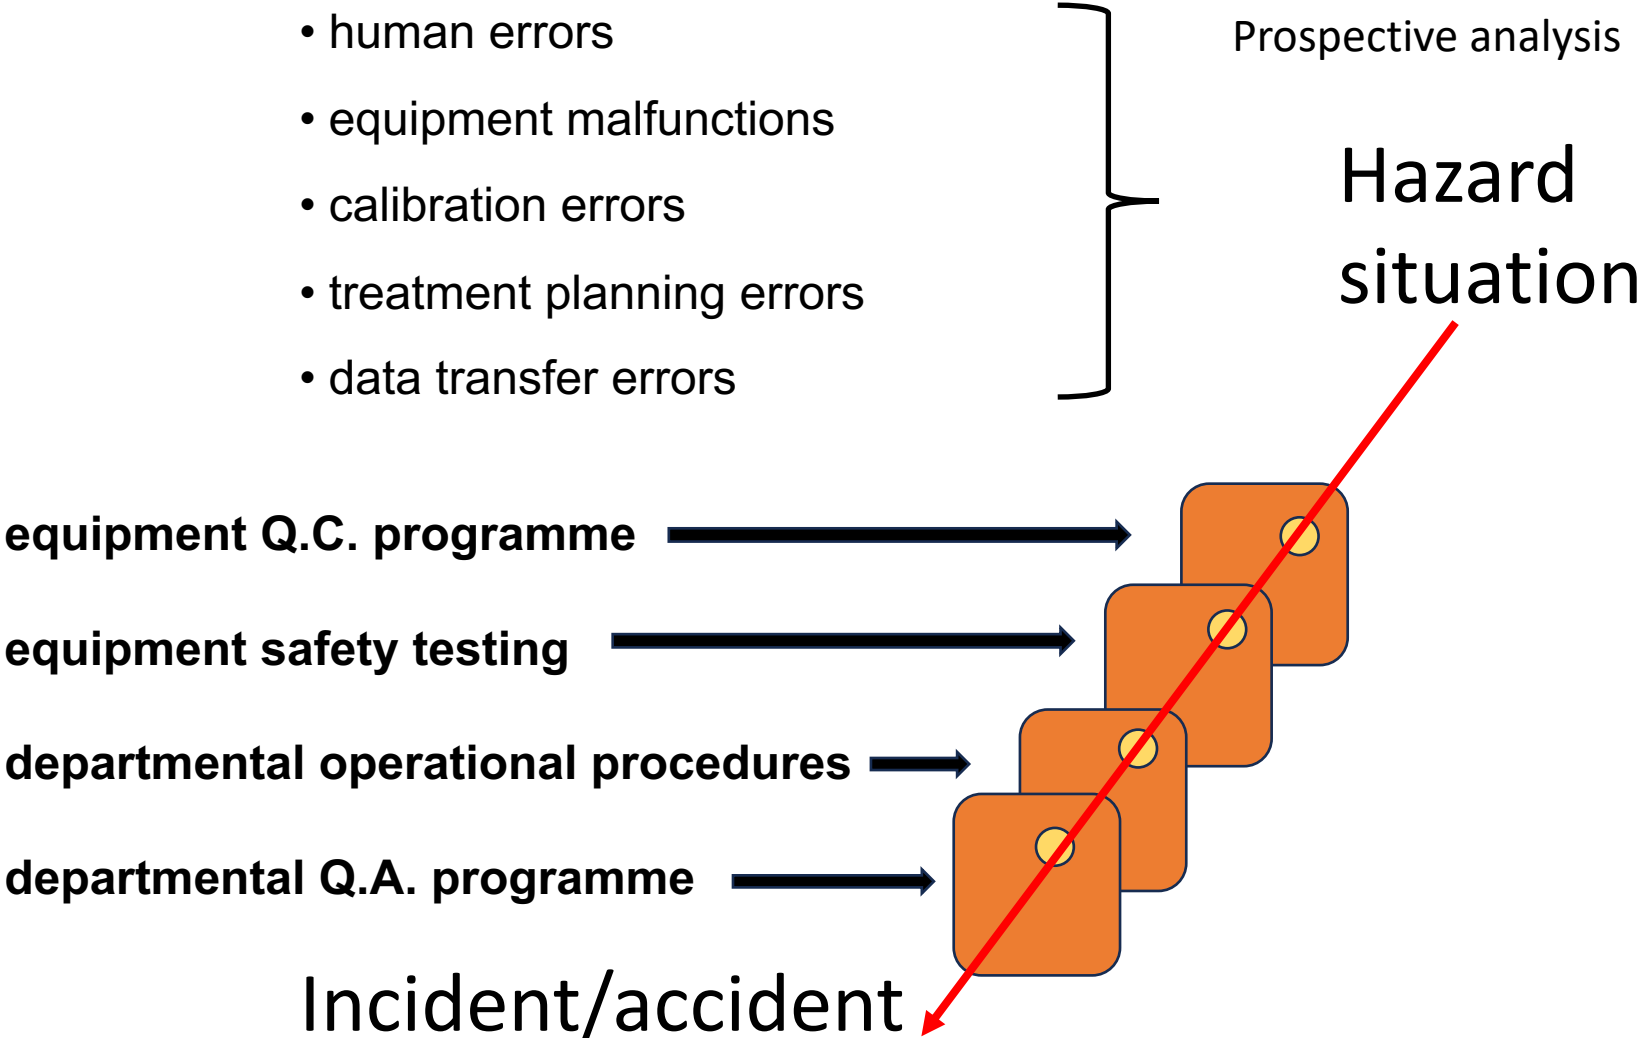 • human errors
• equipment malfunctions
• calibration errors
• treatment planning errors
• data transfer errors
Prospective analysis
Hazard
situation
equipment Q.C. programme
equipment safety testing
departmental operational procedures
departmental Q.A. programme
Incident/accident